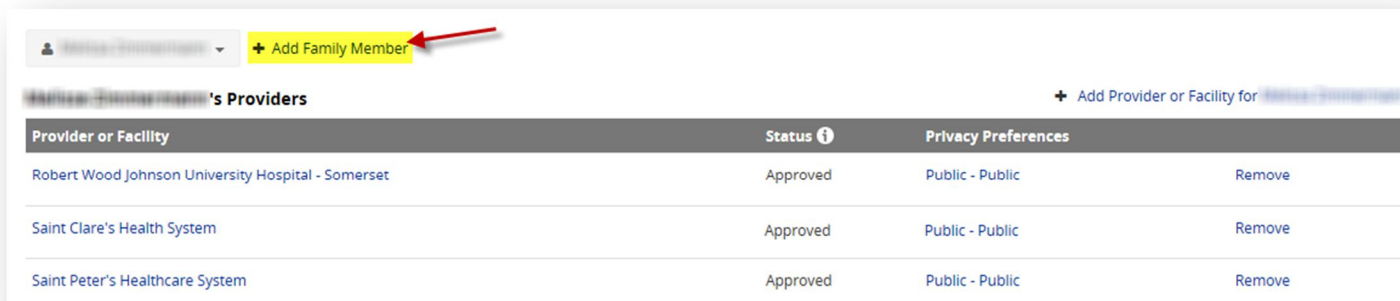 + Add Family Member
's Providers
+ Add Provider or Facility for
Provider or Facility Status Privacy Preferences
Robert Wood Johnson University Hospital - Somerset Approved Public - Public Remove
Saint Clare's Health System Approved Public - Public Remove
Saint Peter's Healthcare System Approved Public - Public Remove